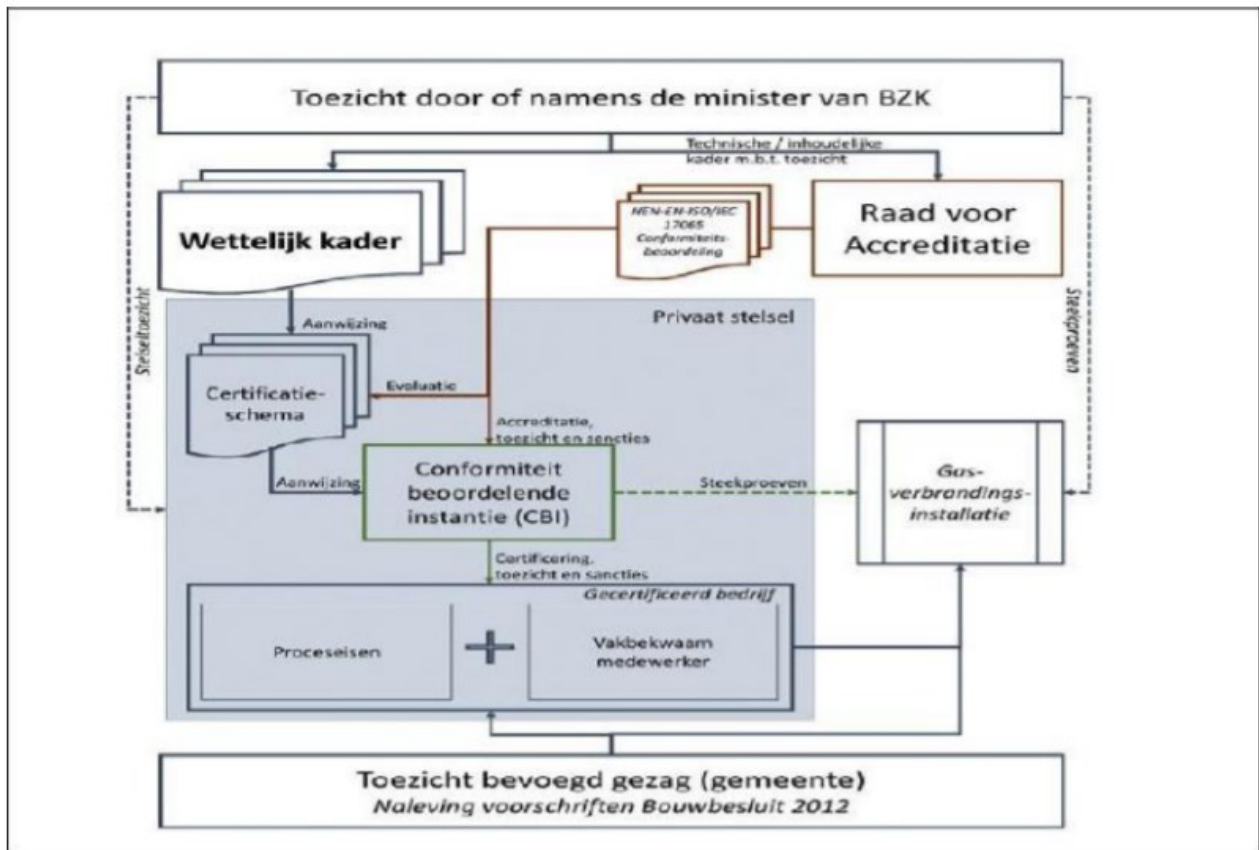 Toezicht door of namens de minister van BZK
Technische / inhoudelijke
kader m.b.t. toezicht
Wettelijk kader
NEN-EN-ISO/IEC
17065
Conformiteits-
beoordeling
Raad voor
Accreditatie
Stelseltoezicht
Steekproeven
Privaat stelsel
Aanwijzing
Certificatie-
schema
Evaluatie
Accreditatie,
toezicht en sancties
Aanwijzing
Conformiteit
beoordelende
instantie (CBI)
Steekproeven
Gas-
verbrandings-
installatie
Certificering,
toezicht en sancties
Gecertificeerd bedrijf
Proceseisen
+
Vakbekwaam
medewerker
Toezicht bevoegd gezag (gemeente)
Naleving voorschriften Bouwbesluit 2012